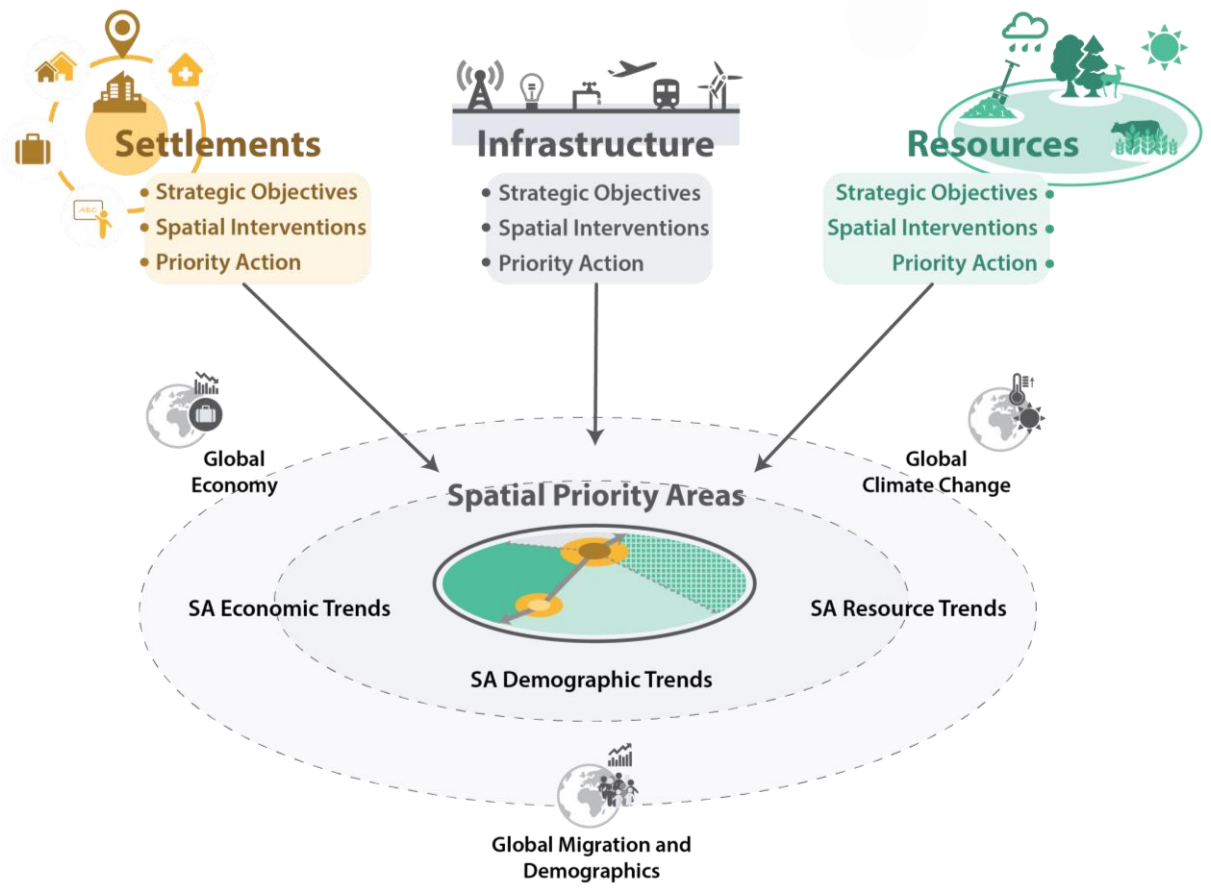 Settlements
• Strategic Objectives
• Spatial Interventions
• Priority Action
ABC
Infrastructure
• Strategic Objectives
• Spatial Interventions
• Priority Action
Resources
Strategic Objectives •
Spatial Interventions •
Priority Action •
Global
Economy
Global
Climate Change
Spatial Priority Areas
SA Economic Trends
SA Resource Trends
SA Demographic Trends
Global Migration and
Demographics